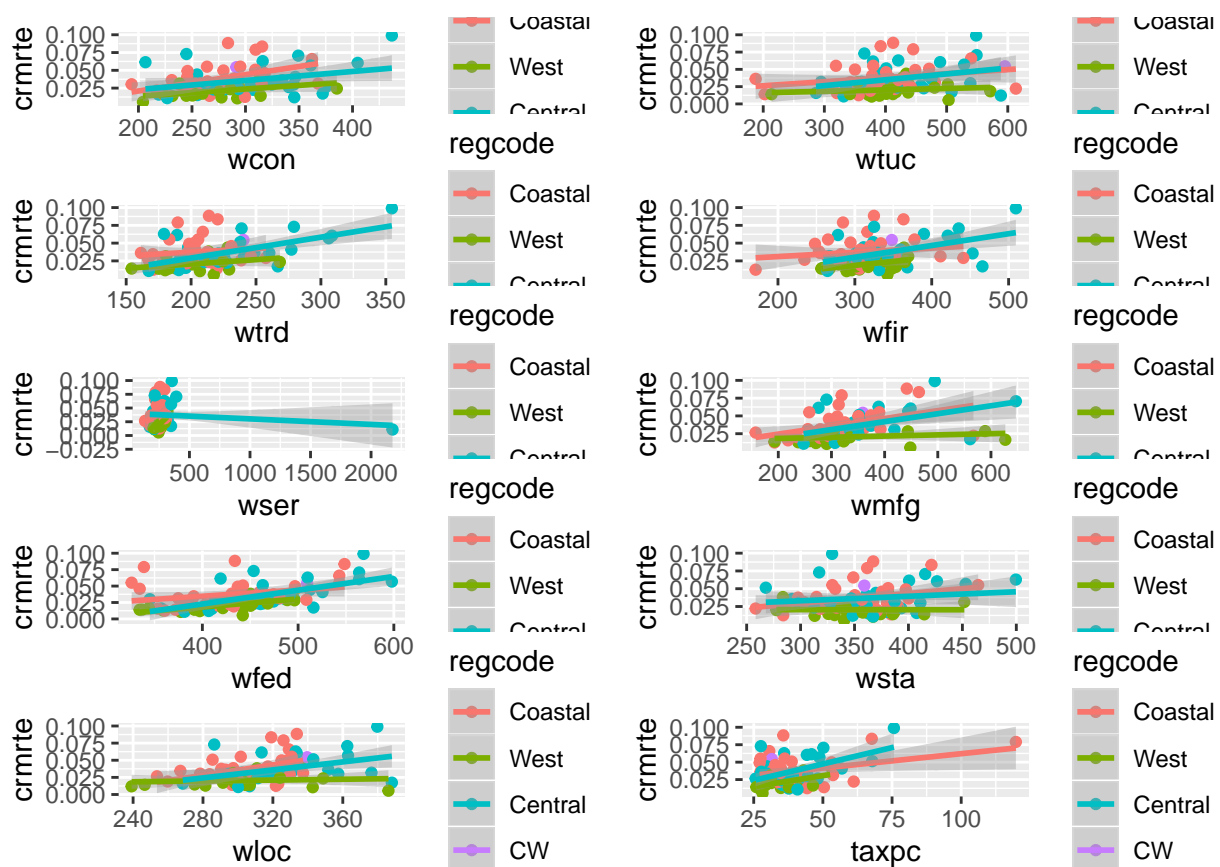 crmrte
0.100
0.075
0.050
0.025
200 250 300 350 400
wcon
Coastal
West
Central
crmrte
0.100
0.075
0.050
0.025
0.000
200 300 400 500 600
wtuc
Coastal
West
Central
crmrte
0.100
0.075
0.050
0.025
150 200 250 300 350
wtrd
regcode
Coastal
West
Central
crmrte
0.100
0.075
0.050
0.025
200 300 400 500
wfir
regcode
Coastal
West
Central
crmrte
0.100
0.075
0.050
0.025
0.000
−0.025
500 1000 1500 2000
wser
regcode
Coastal
West
Central
crmrte
0.100
0.075
0.050
0.025
200 300 400 500 600
wmfg
regcode
Coastal
West
Central
crmrte
0.100
0.075
0.050
0.025
0.000
400 500 600
wfed
regcode
Coastal
West
Central
crmrte
0.100
0.075
0.050
0.025
250 300 350 400 450 500
wsta
regcode
Coastal
West
Central
crmrte
0.100
0.075
0.050
0.025
0.000
240 280 320 360
wloc
regcode
Coastal
West
Central
CW
crmrte
0.100
0.075
0.050
0.025
25 50 75 100
taxpc
regcode
Coastal
West
Central
CW